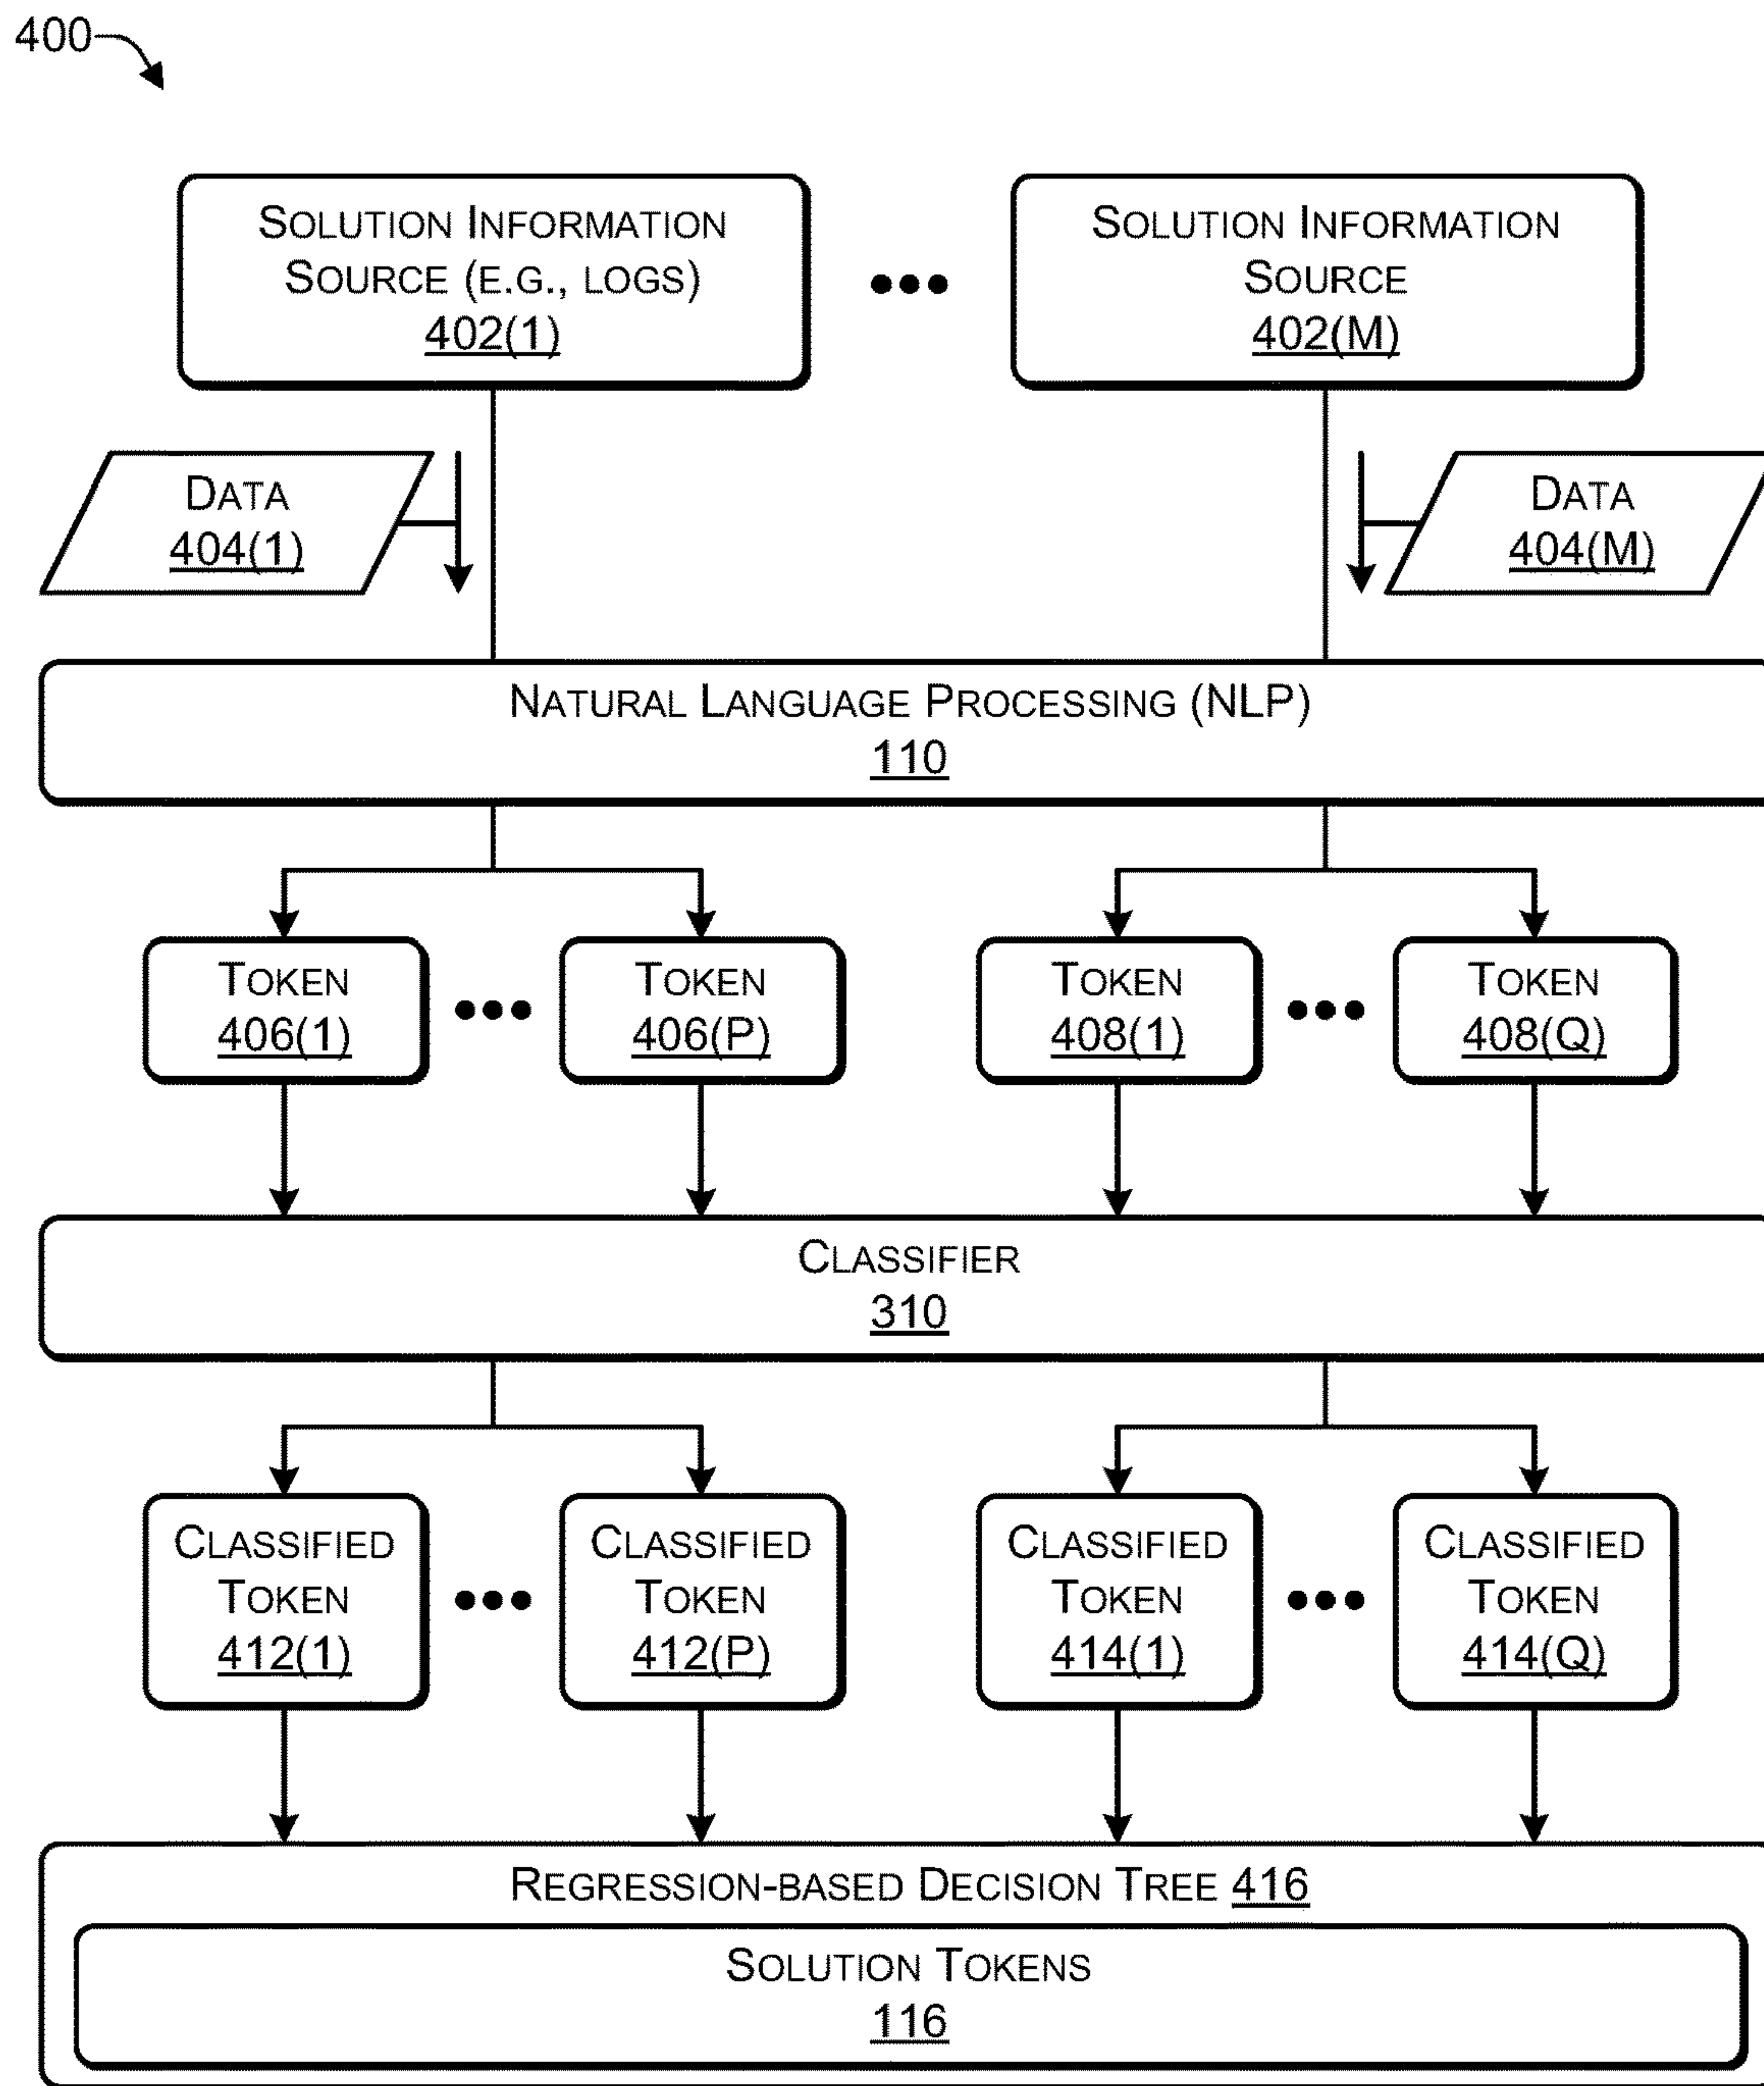 400
SOLUTION INFORMATION
SOURCE (E.G., LOGS)
402(1)
SOLUTION INFORMATION
SOURCE
402(M)
DATA
404(1)
DATA
404(M)
NATURAL LANGUAGE PROCESSING (NLP)
110
TOKEN
406(1)
TOKEN
406(P)
TOKEN
408(1)
TOKEN
408(Q)
CLASSIFIER
310
CLASSIFIED
TOKEN
412(1)
CLASSIFIED
TOKEN
412(P)
CLASSIFIED
TOKEN
414(1)
CLASSIFIED
TOKEN
414(Q)
REGRESSION-BASED DECISION TREE 416
SOLUTION TOKENS
116